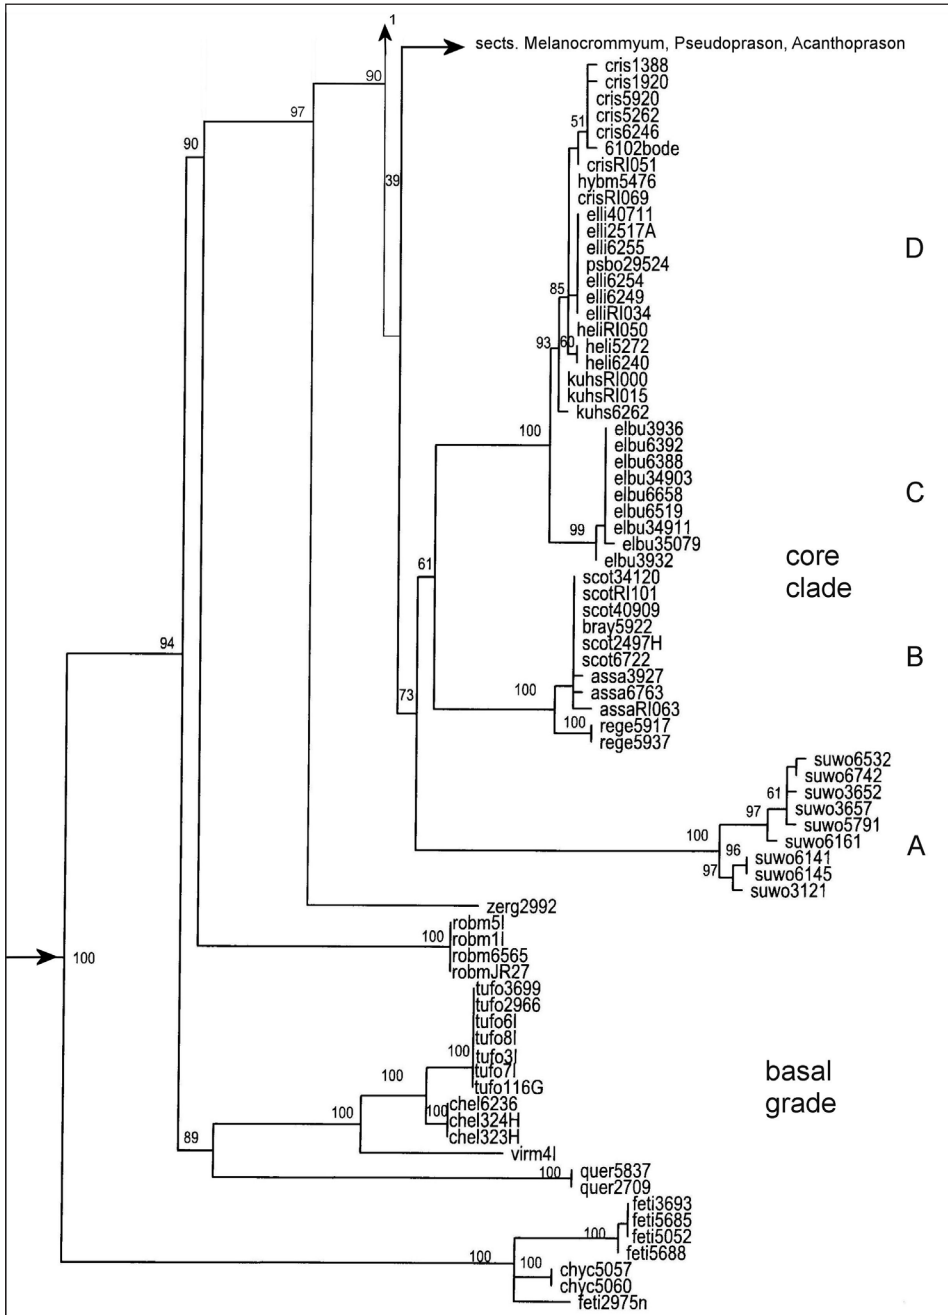 1
sects. Melanocrommyum, Pseudoprason, Acanthoprason
90
97
90
39
cris1388
cris1920
cris5920
cris5262
51
cris6246
6102bode
crisRI051
hybm5476
crisRI069
elli40711
elli2517A
elli6255
D
psbo29524
elli6254
85
elli6249
elliRI034
heliRI050
93
60
heli5272
heli6240
kuhsRI000
kuhsRI015
kuhs6262
100
elbu3936
elbu6392
elbu6388
elbu34903
C
elbu6658
elbu6519
99
elbu34911
elbu35079
elbu3932
core
clade
61
scot34120
scotRI101
scot40909
bray5922
scot2497H
B
scot6722
94
assa3927
100
assa6763
73
assaRI063
100
rege5917
rege5937
suwo6532
suwo6742
61
suwo3652
97
suwo3657
suwo5791
100
suwo6161
A
96
suwo6141
97
suwo6145
suwo3121
zerg2992
robm5I
100
robm1I
robm6565
100
robmJR27
tufo3699
tufo2966
tufo6I
tufo8I
100
tufo3I
tufo7I
100
tufo116G
basal
grade
100
chel6236
100
chel324H
89
chel323H
virm4I
100
quer5837
quer2709
feti3693
feti5685
100
feti5052
feti5688
100
100
chyc5057
chyc5060
feti2975n